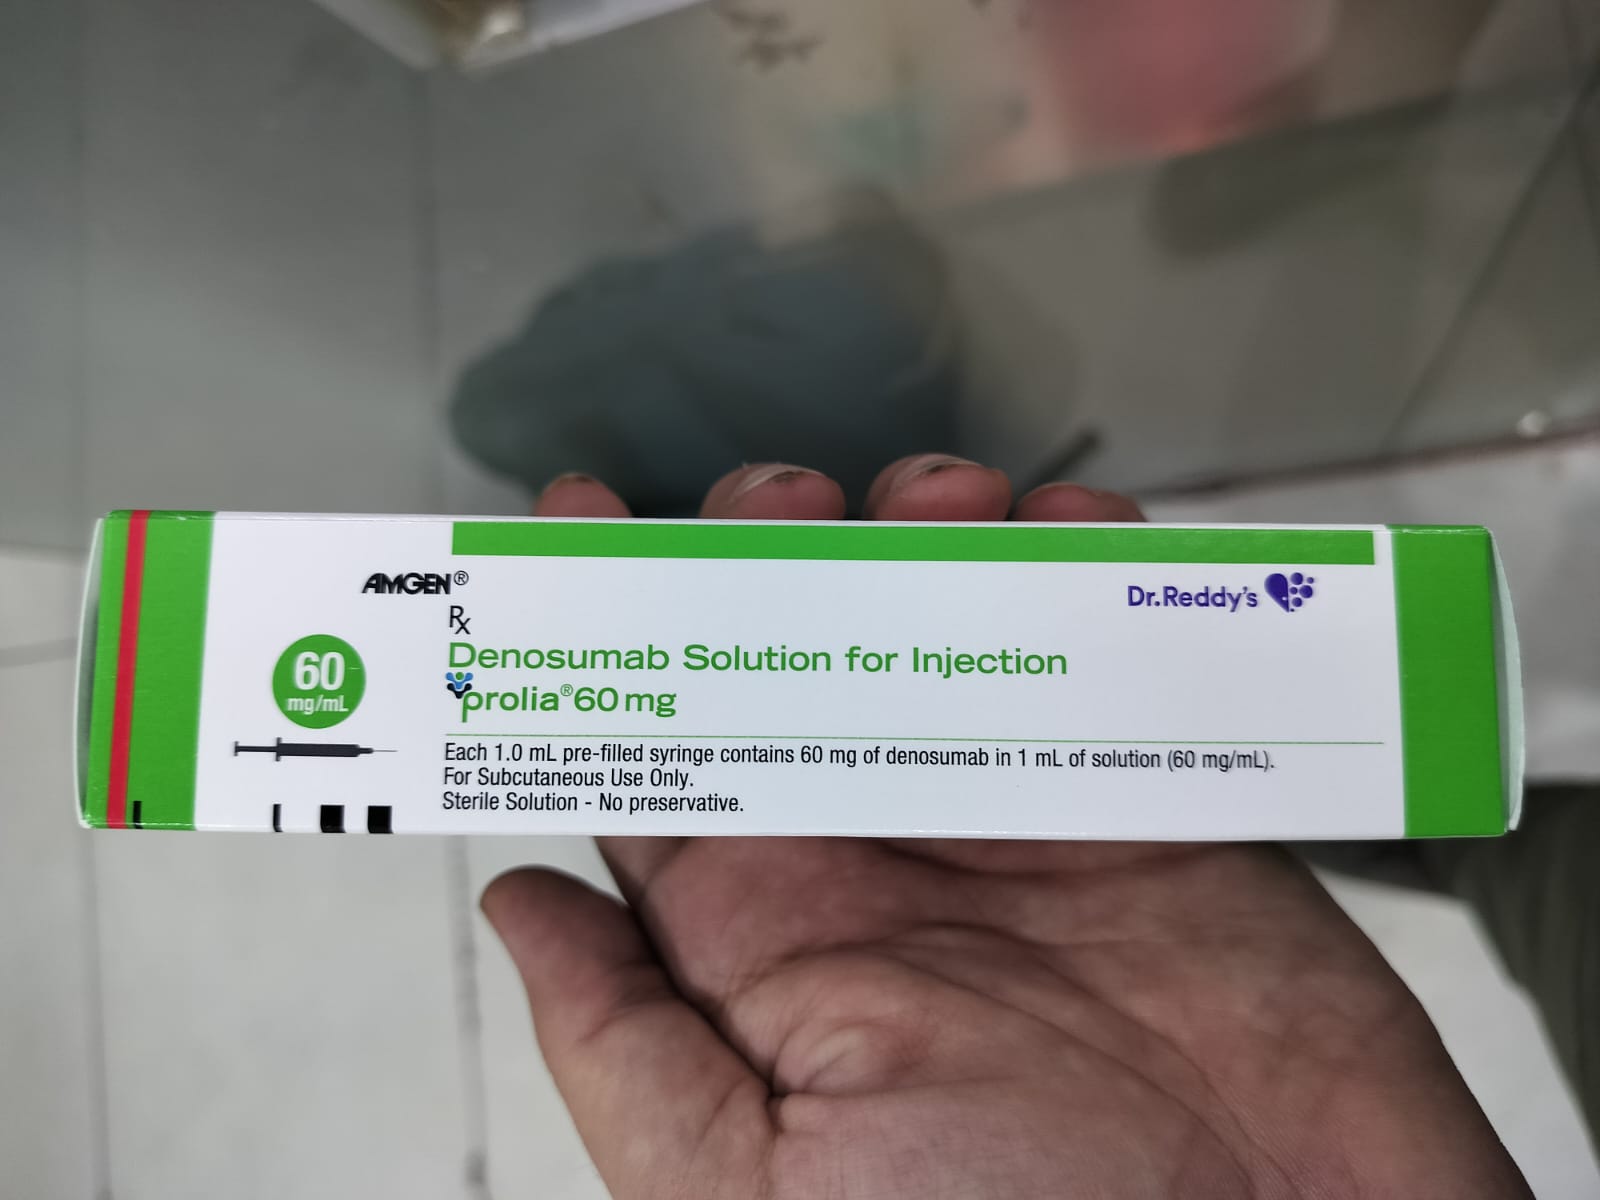 AMGEN®
Dr.Reddy's
Rx
60
mg/mL
Denosumab Solution for Injection
prolia®60 mg
Each 1.0 mL pre-filled syringe contains 60 mg of denosumab in 1 mL of solution (60 mg/mL).
For Subcutaneous Use Only.
Sterile Solution - No preservative.